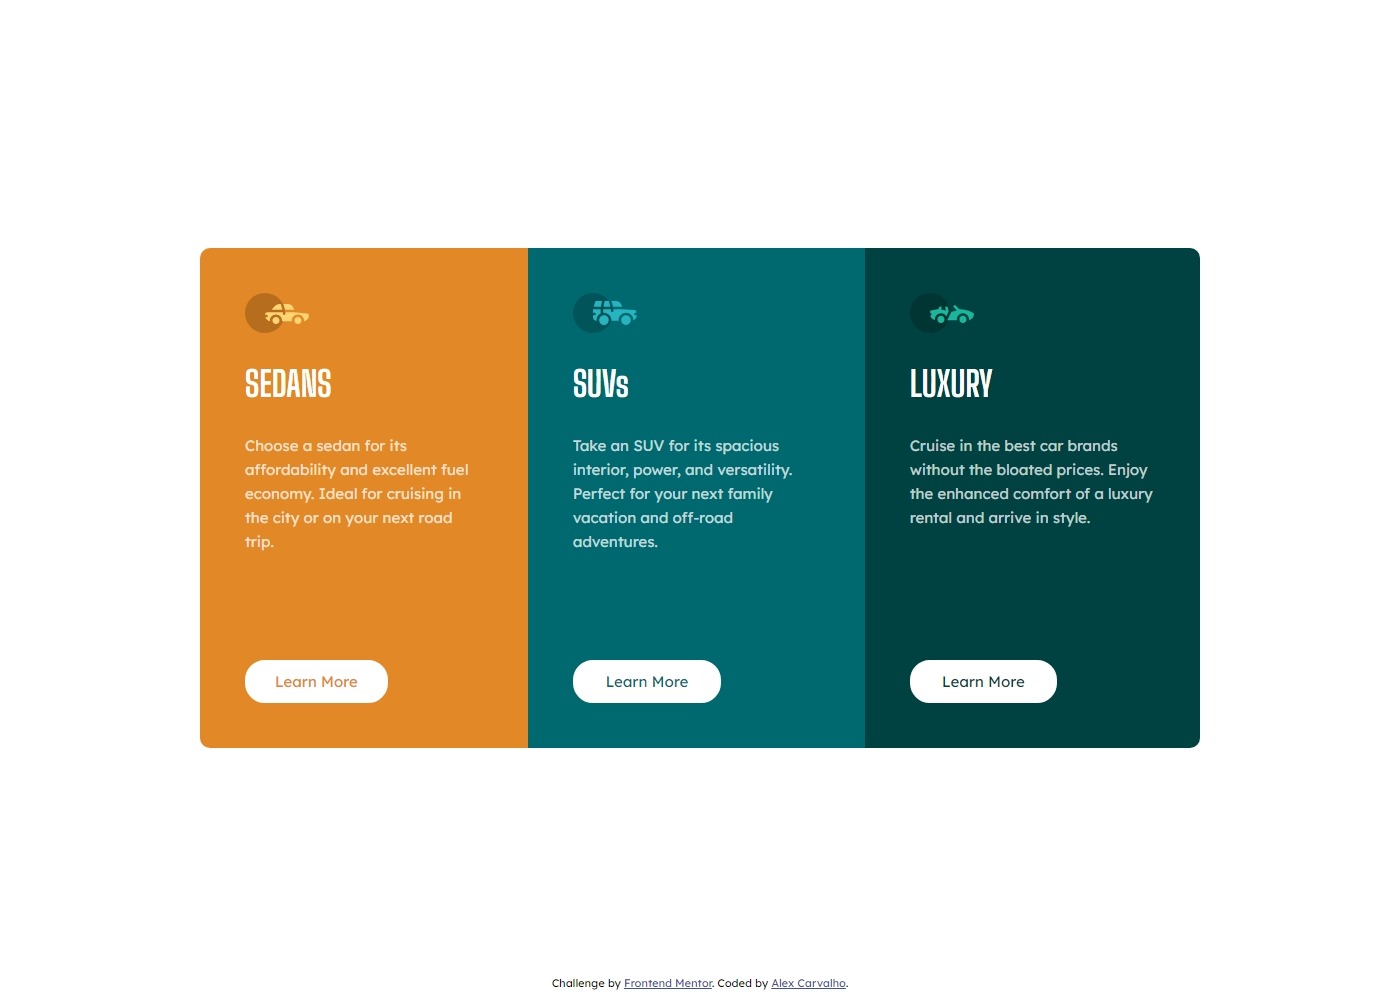 SEDANS
Choose a sedan for its
affordability and excellent fuel
economy. Ideal for cruising in
the city or on your next road
trip.
Learn More
SUVs
Take an SUV for its spacious
interior, power, and versatility.
Perfect for your next family
vacation and off-road
adventures.
Learn More
LUXURY
Cruise in the best car brands
without the bloated prices. Enjoy
the enhanced comfort of a luxury
rental and arrive in style.
Learn More
Challenge by Frontend Mentor. Coded by Alex Carvalho.